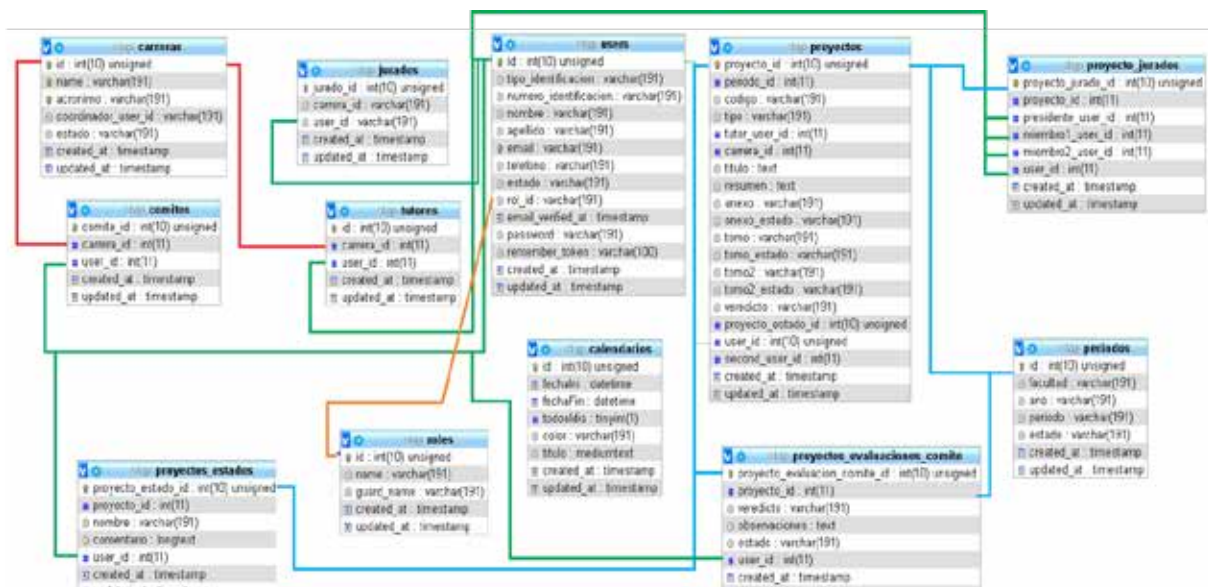 carreras
id : int(10) unsigned
name : varchar(191)
acronimo : varchar(191)
coordinador_user_id : varchar(191)
estado : varchar(191)
created_at : timestamp
updated_at : timestamp
jurados
jurado_id : int(10) unsigned
carrera_id : varchar(191)
user_id : varchar(191)
created_at : timestamp
updated_at : timestamp
users
id : int(10) unsigned
tipo_identificacion : varchar(191)
numero_identificacion : varchar(191)
nombre : varchar(191)
apellido : varchar(191)
email : varchar(191)
telefono : varchar(191)
estado : varchar(191)
rol_id : varchar(191)
email_verified_at : timestamp
password : varchar(191)
remember_token : varchar(100)
created_at : timestamp
updated_at : timestamp
proyectos
proyecto_id : int(10) unsigned
periodo_id : int(11)
codigo : varchar(191)
tipo : varchar(191)
tutor_user_id : int(11)
carrera_id : int(11)
titulo : text
resumen : text
anexo : varchar(191)
anexo_estado : varchar(191)
tomo : varchar(191)
tomo_estado : varchar(191)
tomo2 : varchar(191)
tomo2_estado : varchar(191)
veredicto : varchar(191)
proyecto_estado_id : int(10) unsigned
user_id : int(10) unsigned
second_user_id : int(11)
created_at : timestamp
updated_at : timestamp
proyecto_jurados
proyecto_jurado_id : int(10) unsigned
proyecto_id : int(11)
presidente_user_id : int(11)
miembro1_user_id : int(11)
miembro2_user_id : int(11)
user_id : int(11)
created_at : timestamp
updated_at : timestamp
comites
comite_id : int(10) unsigned
carrera_id : int(11)
user_id : int(11)
created_at : timestamp
updated_at : timestamp
tutores
id : int(10) unsigned
carrera_id : int(11)
user_id : int(11)
created_at : timestamp
updated_at : timestamp
calendarios
id : int(10) unsigned
fechaIni : datetime
fechaFin : datetime
todoeldia : tinyint(1)
color : varchar(191)
titulo : mediumtext
created_at : timestamp
updated_at : timestamp
periodos
id : int(10) unsigned
facultad : varchar(191)
ano : varchar(191)
periodo : varchar(191)
estado : varchar(191)
created_at : timestamp
updated_at : timestamp
roles
id : int(10) unsigned
name : varchar(191)
guard_name : varchar(191)
created_at : timestamp
updated_at : timestamp
proyectos_estados
proyecto_estado_id : int(10) unsigned
proyecto_id : int(11)
nombre : varchar(191)
comentario : longtext
user_id : int(11)
created_at : timestamp
proyectos_evaluaciones_comite
proyecto_evaluacion_comite_id : int(10) unsigned
proyecto_id : int(11)
veredicto : varchar(191)
observaciones : text
estado : varchar(191)
user_id : int(11)
created_at : timestamp